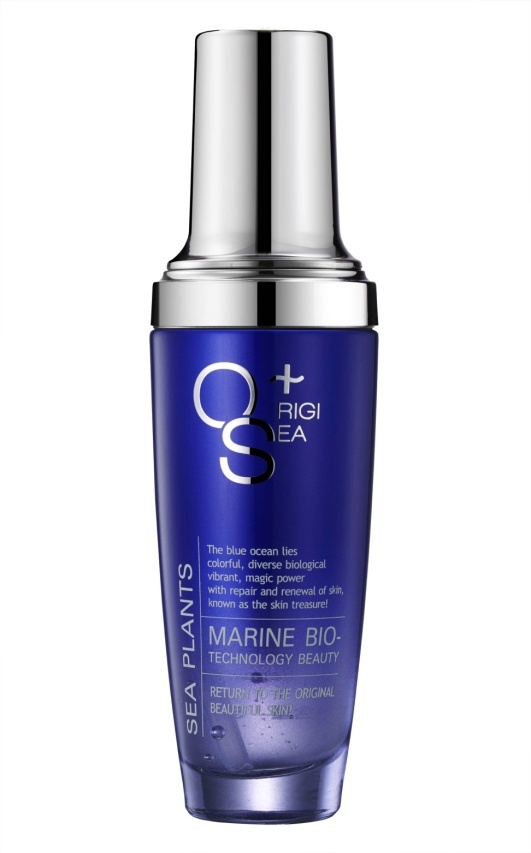 OS+
RIGI
EA
The blue ocean lies
colorful, diverse biological
vibrant, magic power
with repair and renewal of skin,
known as the skin treasure!
MARINE BIO-
TECHNOLOGY BEAUTY
RETURN TO THE ORIGINAL
BEAUTIFUL SKIN!
SEA PLANTS